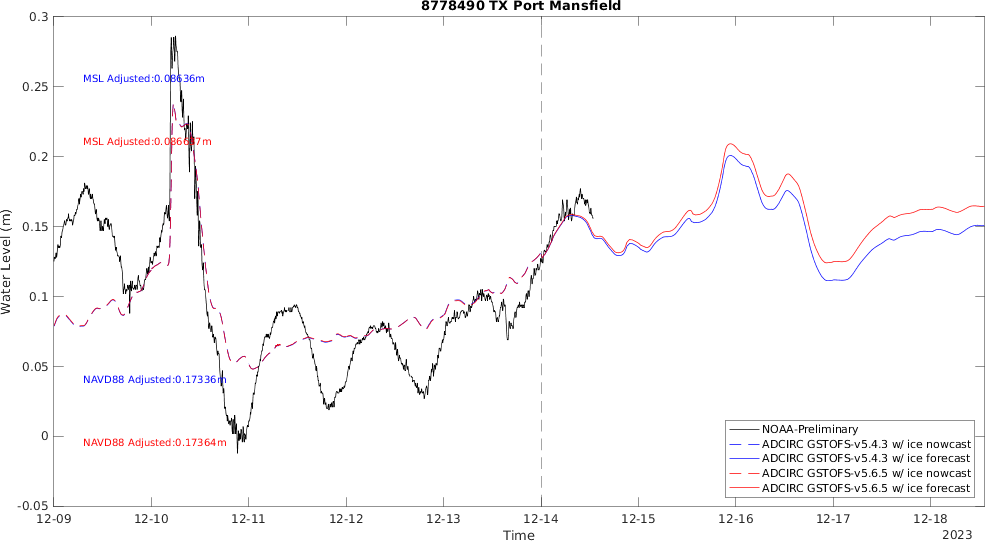 8778490 TX Port Mansfield
0.3
0.25
0.2
0.15
0.1
0.05
0
-0.05
Water Level (m)
MSL Adjusted:0.08636m
NAVD88 Adjusted:0.17336m
NAVD88 Adjusted:0.17364m
MSL Adjusted:
NOAA-Preliminary
ADCIRC GSTOFS-v5.4.3 w/ ice nowcast
ADCIRC GSTOFS-v5.4.3 w/ ice forecast
ADCIRC GSTOFS-v5.6.5 w/ ice nowcast
ADCIRC GSTOFS-v5.6.5 w/ ice forecast
12-09 12-10 12-11 12-12 12-13 12-14 12-15 12-16 12-17 12-18
Time
2023